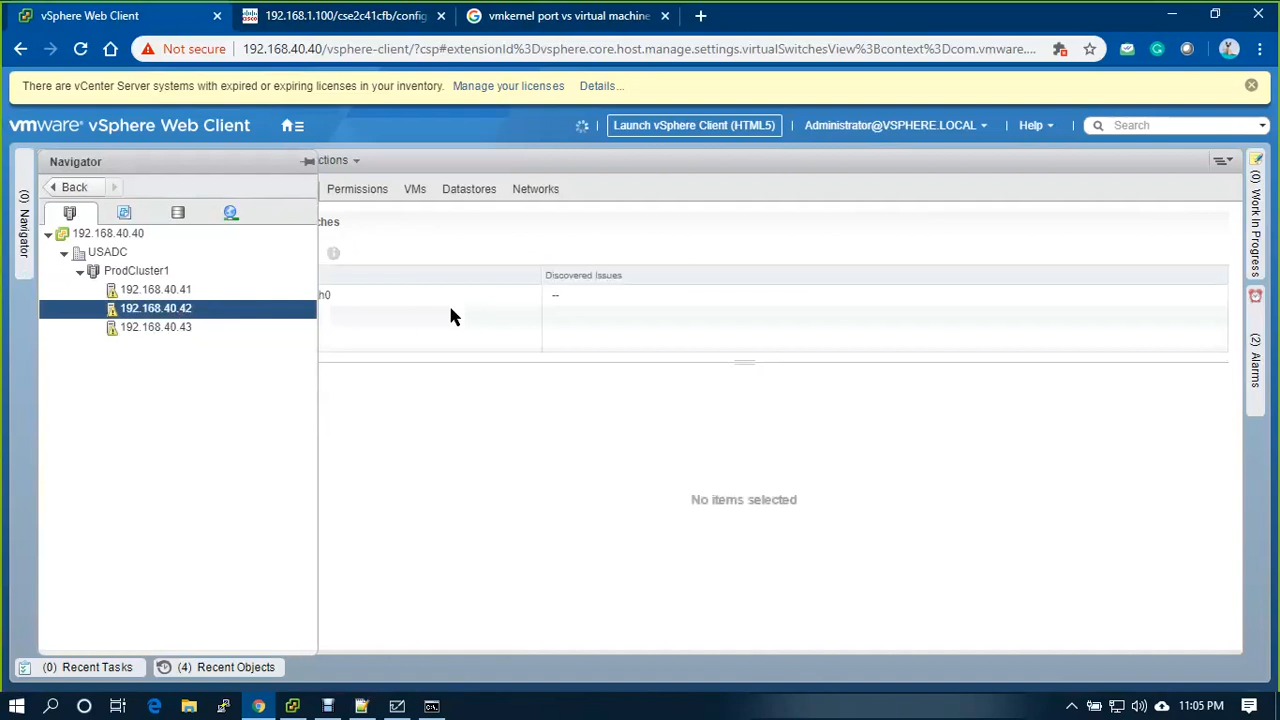 vSphere Web Client
192.168.1.100/cse2c41cfb/config
vmkernel port vs virtual machine
Not secure
192.168.40.40/vsphere-client/?csp#extensionId%3Dvsphere.core.host.manage.settings.virtualSwitchesView%3Bcontext%3Dcom.vmware....
There are vCenter Server systems with expired or expiring licenses in your inventory. Manage your licenses Details...
vmware vSphere Web Client
Launch vSphere Client (HTML5)
Administrator@VSPHERE.LOCAL
Help
Search
Navigator
ctions
Back
Permissions VMs Datastores Networks
(0) Navigator
ches
192.168.40.40
USADC
ProdCluster1
192.168.40.41
192.168.40.42
192.168.40.43
Discovered Issues
h0
--
No items selected
(0) Work In Progress
(2) Alarms
(0) Recent Tasks
(4) Recent Objects
11:05 PM